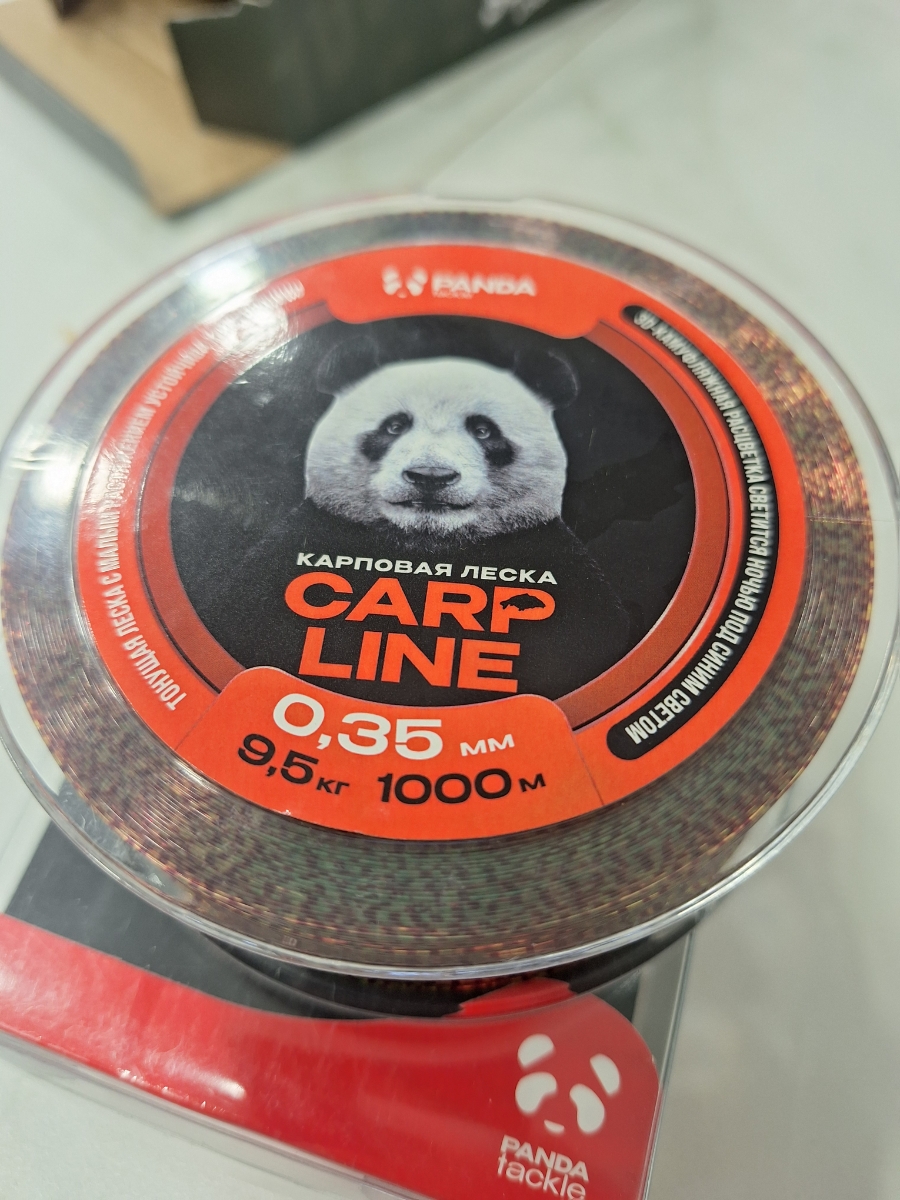 PANDA
3D-КАМУФЛЯЖНАЯ РАСЦВЕТКА СВЕТИТСЯ НОЧЬЮ ПОД СИНИМ СВЕТОМ
ТОНУЩАЯ ЛЕСКА С МАЛЫМ РАСТЯЖЕНИЕМ
КАРПОВАЯ ЛЕСКА
CARP
LINE
0,35 мм
9,5 кг 1000 м
PANDA
tackle